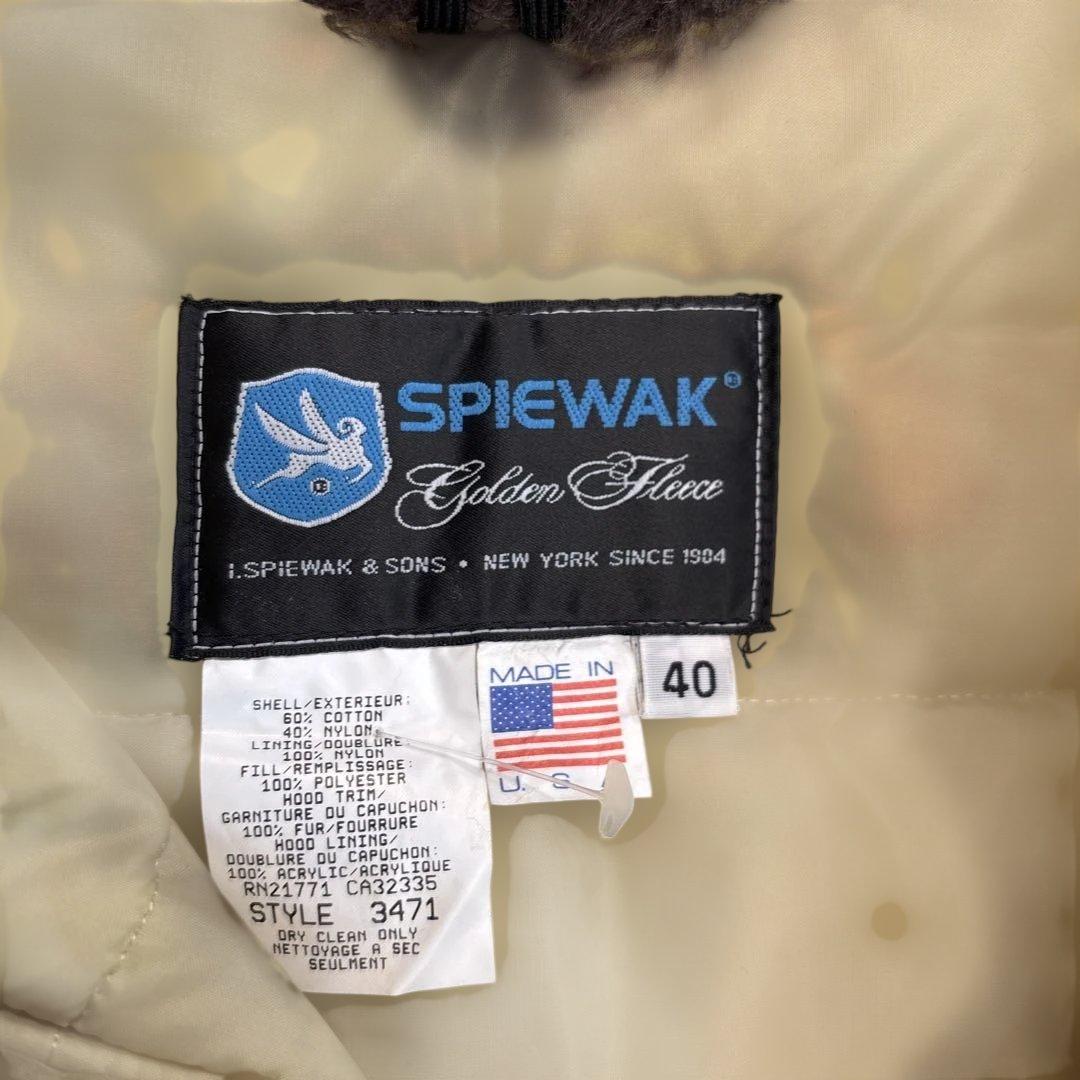 SPIEWAK®
Golden Fleece
I.SPIEWAK & SONS • NEW YORK SINCE 1904
SHELL/EXTERIEUR:
60% COTTON
40% NYLON
LINING/DOUBLURE:
100% NYLON
FILL/REMPLISSAGE:
100% POLYESTER
HOOD TRIM/
GARNITURE DU CAPUCHON:
100% FUR/FOURRURE
HOOD LINING/
DOUBLURE DU CAPUCHON:
100% ACRYLIC/ACRYLIQUE
RN21771 CA32335
STYLE 3471
DRY CLEAN ONLY
NETTOYAGE A SEC
SEULMENT
MADE IN
U. S
40